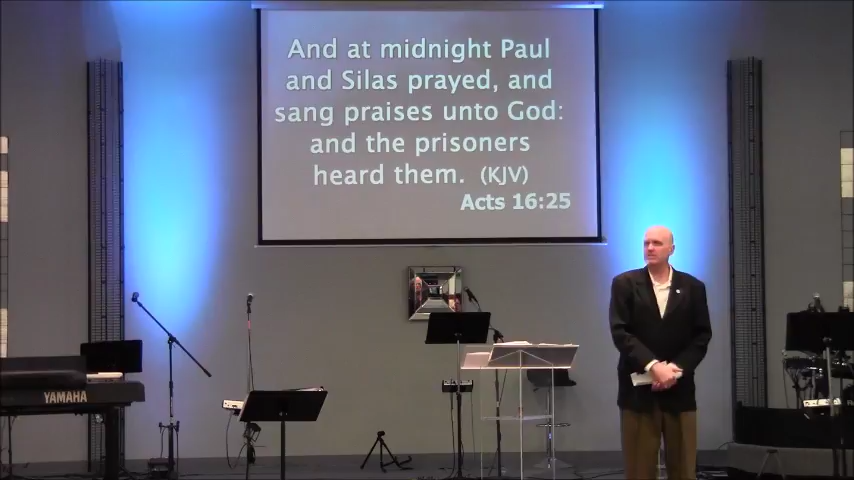 And at midnight Paul
and Silas prayed, and
sang praises unto God:
and the prisoners
heard them. (KJV)
Acts 16:25
YAMAHA